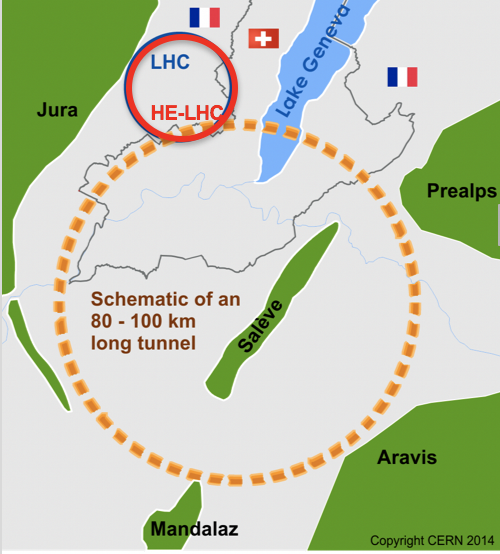 LHC
Lake Geneva
Jura
HE-LHC
Prealps
Schematic of an
80 - 100 km
long tunnel
Salève
Aravis
Mandalaz
Copyright CERN 2014